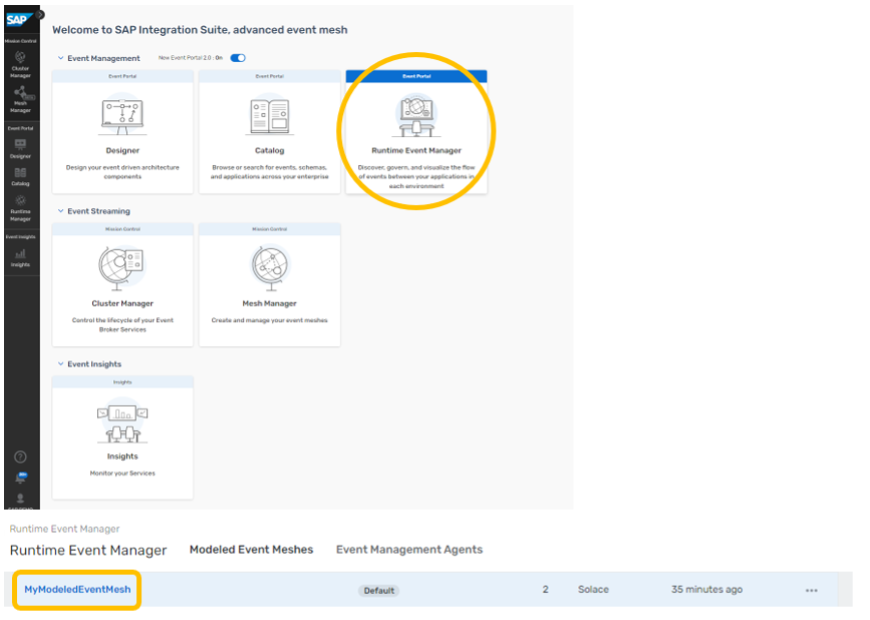 SAP
Welcome to SAP Integration Suite, advanced event mesh
Mission Control
Cluster
Manager
Mesh
Manager
Event Portal
Designer
Catalog
Runtime
Manager
Event Insights
Insights
Event Management New Event Portal 2.0 : On
Event Portal
Designer
Design your event driven architecture
components
Event Portal
Catalog
Browse or search for events, schemas,
and applications across your enterprise
Event Portal
Runtime Event Manager
Discover, govern, and visualize the flow
of events between your applications in
each environment
Event Streaming
Mission Control
Cluster Manager
Control the lifecycle of your Event
Broker Services
Mission Control
Mesh Manager
Create and manage your event meshes
Event Insights
Insights
Insights
Monitor your Services
Runtime Event Manager
Runtime Event Manager Modeled Event Meshes Event Management Agents
MyModeledEventMesh Default 2 Solace 35 minutes ago